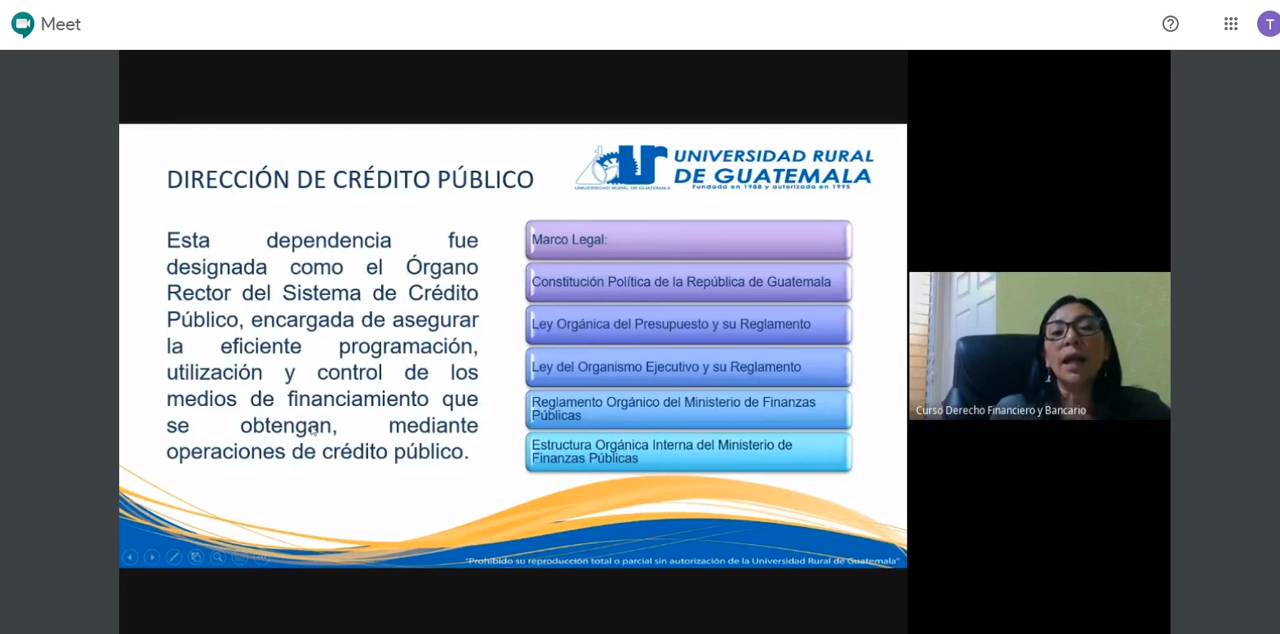 Meet
T
DIRECCIÓN DE CRÉDITO PÚBLICO
ur
UNIVERSIDAD RURAL DE GUATEMALA
UNIVERSIDAD RURAL
DE GUATEMALA
Fundada en 1988 y autorizada en 1995
Esta dependencia fue
designada como el Órgano
Rector del Sistema de Crédito
Público, encargada de asegurar
la eficiente programación,
utilización y control de los
medios de financiamiento que
se obtengan, mediante
operaciones de crédito público.
Marco Legal:
Constitución Política de la República de Guatemala
Ley Orgánica del Presupuesto y su Reglamento
Ley del Organismo Ejecutivo y su Reglamento
Reglamento Orgánico del Ministerio de Finanzas
Públicas
Estructura Orgánica Interna del Ministerio de
Finanzas Públicas
"Prohibido su reproducción total o parcial sin autorización de la Universidad Rural de Guatemala"
Curso Derecho Financiero y Bancario